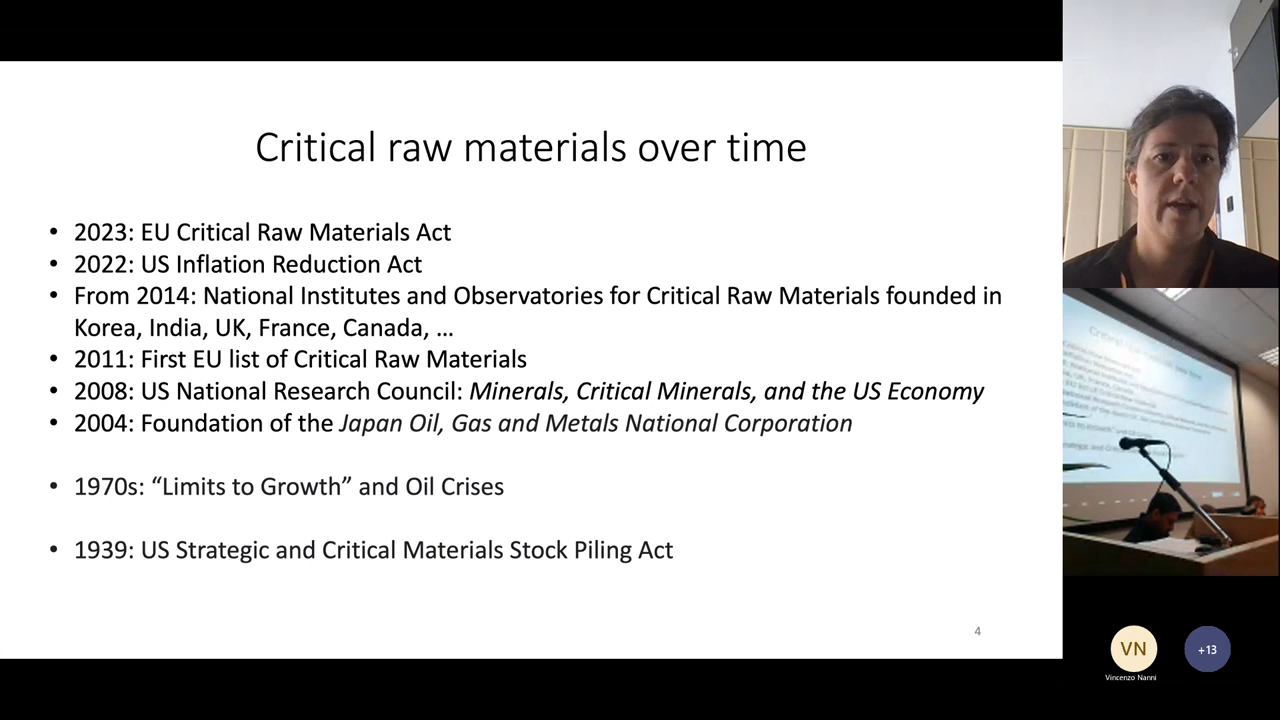 Critical raw materials over time
• 2023: EU Critical Raw Materials Act
• 2022: US Inflation Reduction Act
• From 2014: National Institutes and Observatories for Critical Raw Materials founded in
Korea, India, UK, France, Canada, …
• 2011: First EU list of Critical Raw Materials
• 2008: US National Research Council: Minerals, Critical Minerals, and the US Economy
• 2004: Foundation of the Japan Oil, Gas and Metals National Corporation
• 1970s: “Limits to Growth” and Oil Crises
• 1939: US Strategic and Critical Materials Stock Piling Act
4
VN
Vincenzo Nanni
+13